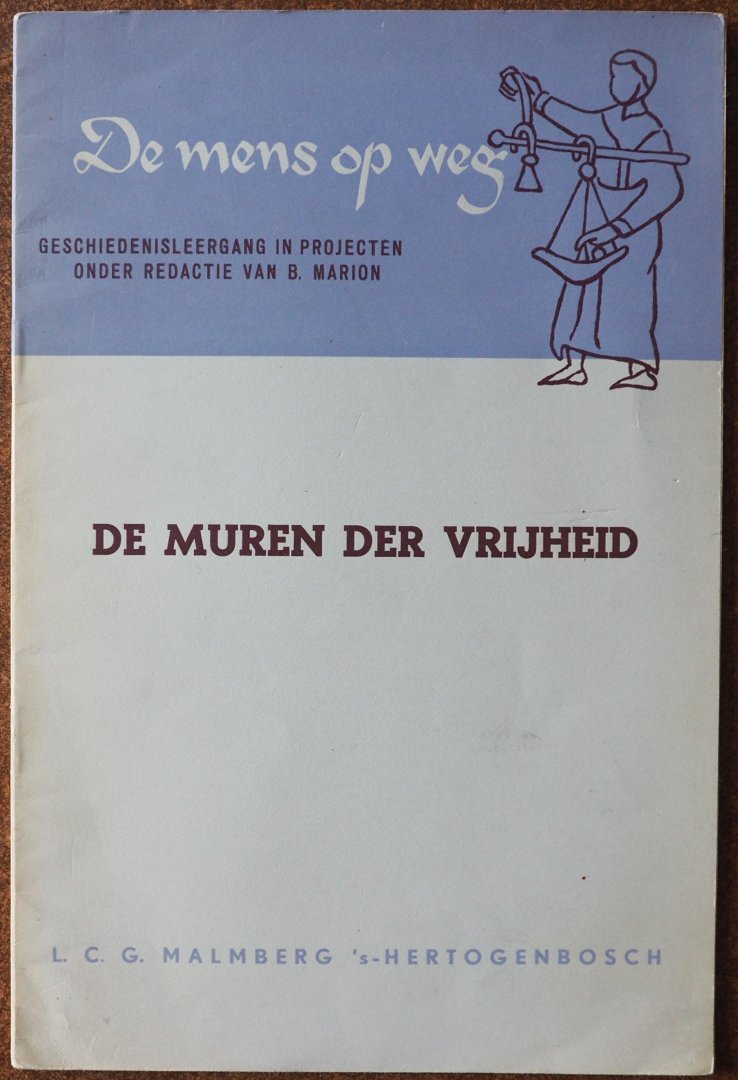 De mens op weg
GESCHIEDENISLEERGANG IN PROJECTEN
ONDER REDACTIE VAN B. MARION
DE MUREN DER VRIJHEID
L. C. G. MALMBERG 's-HERTOGENBOSCH